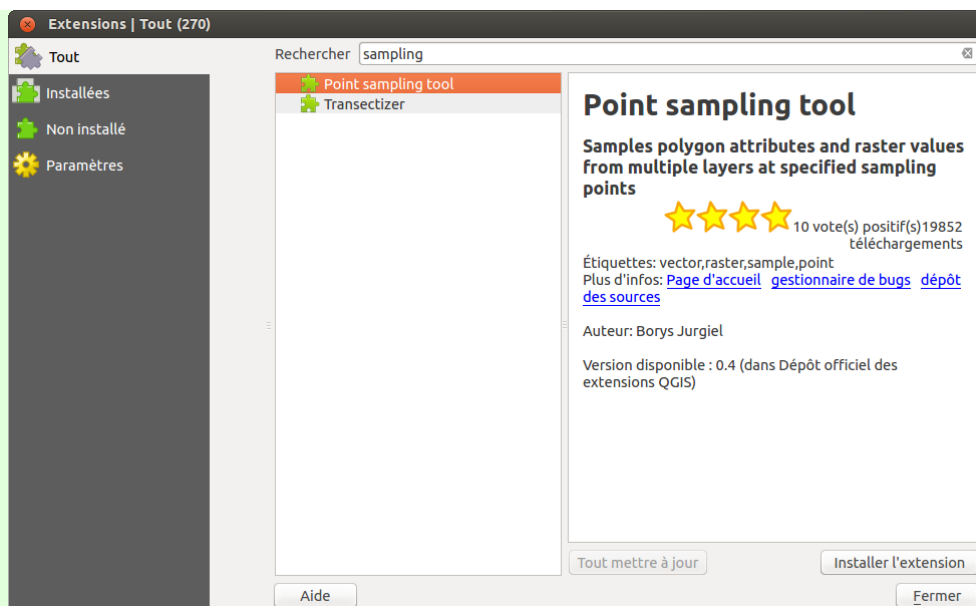 Extensions | Tout (270)
Tout
Installées
Non installé
Paramètres
Rechercher sampling
Point sampling tool
Transectizer
Point sampling tool
Samples polygon attributes and raster values
from multiple layers at specified sampling
points
10 vote(s) positif(s)19852
téléchargements
Étiquettes: vector,raster,sample,point
Plus d'infos: Page d'accueil gestionnaire de bugs dépôt
des sources
Auteur: Borys Jurgiel
Version disponible : 0.4 (dans Dépôt officiel des
extensions QGIS)
Tout mettre à jour
Installer l'extension
Aide
Fermer